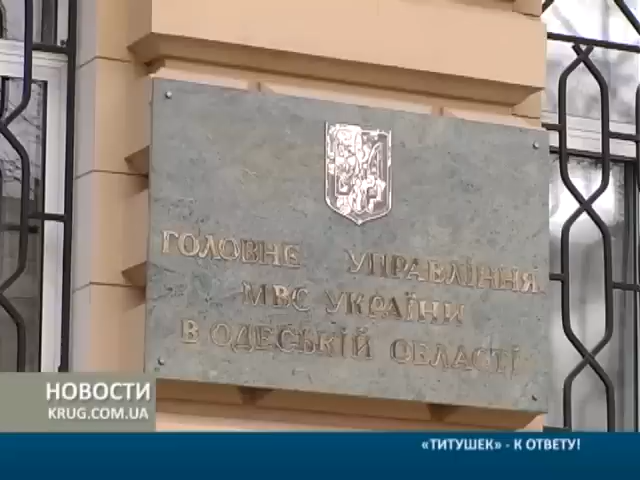 ГОЛОВНЕ УПРАВЛІННЯ
МВС УКРАЇНИ
В ОДЕСЬКІЙ ОБЛАСТІ
НОВОСТИ
KRUG.COM.UA
«ТИТУШЕК» - К ОТВЕТУ!